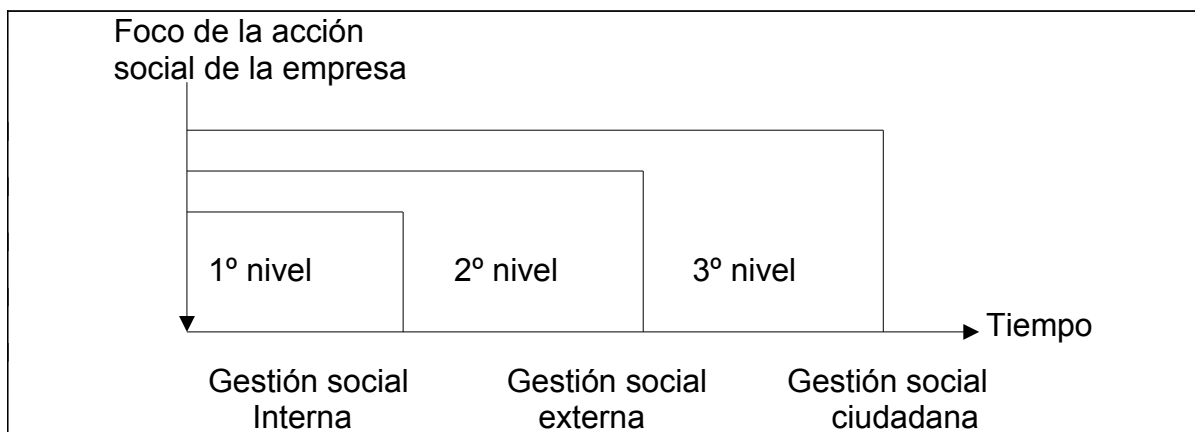 Foco de la acción
social de la empresa
1º nivel
2º nivel
3º nivel
Tiempo
Gestión social
Interna
Gestión social
externa
Gestión social
ciudadana